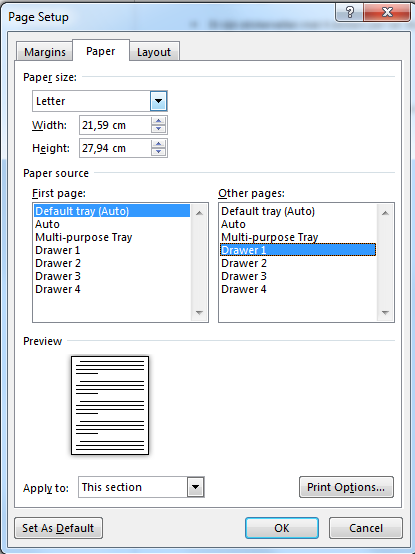 Page Setup
Margins
Paper
Layout
Paper size:
Letter
Width: 21,59 cm
Height: 27,94 cm
Paper source
First page:
Default tray (Auto)
Auto
Multi-purpose Tray
Drawer 1
Drawer 2
Drawer 3
Drawer 4
Other pages:
Default tray (Auto)
Auto
Multi-purpose Tray
Drawer 1
Drawer 2
Drawer 3
Drawer 4
Preview
Apply to: This section
Print Options...
Set As Default
OK
Cancel